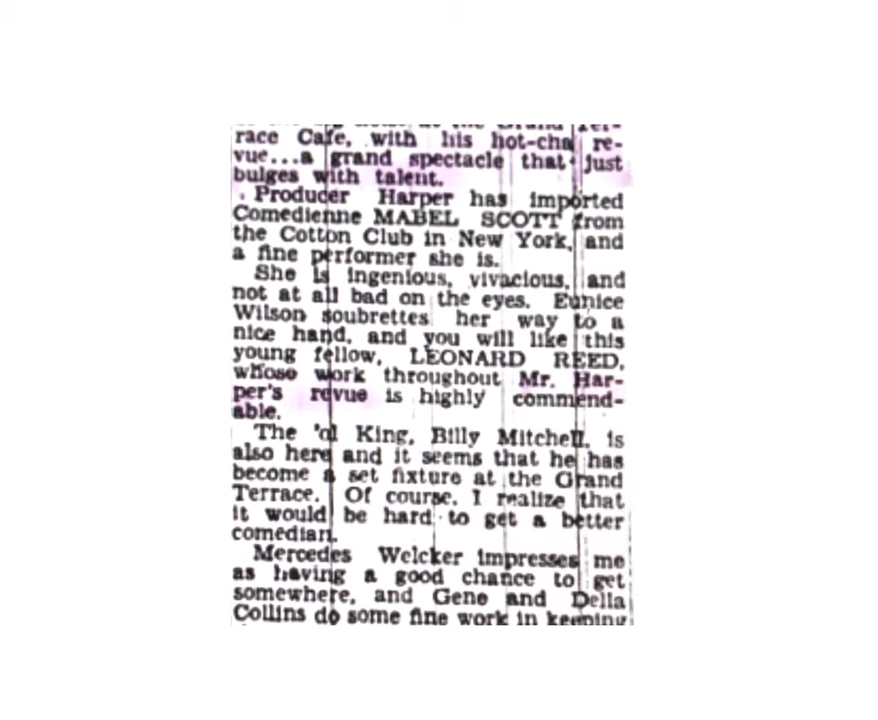 race Cafe, with his hot-cha re-
vue...a grand spectacle that just
bulges with talent.
Producer Harper has imported
Comedienne MABEL SCOTT from
the Cotton Club in New York, and
a fine performer she is.
She is ingenious, vivacious, and
not at all bad on the eyes. Eunice
Wilson soubrettes her way to a
nice hand, and you will like this
young fellow, LEONARD REED,
whose work throughout Mr. Har-
per's revue is highly commend-
able.
The 'ol King, Billy Mitchell, is
also here and it seems that he has
become a set fixture at the Grand
Terrace. Of course, I realize that
it would be hard to get a better
comedian.
Mercedes Welcker impresses me
as having a good chance to get
somewhere, and Gene and Della
Collins do some fine work in keeping